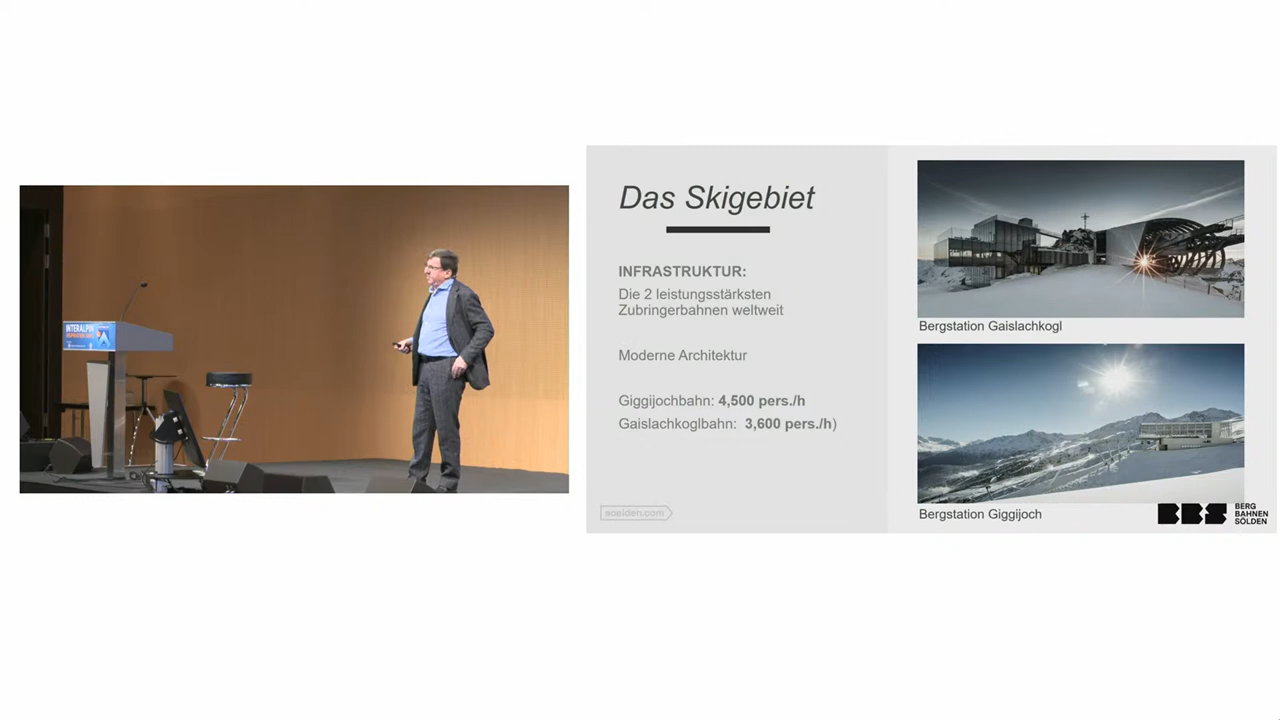 INTERALPIN
Das Skigebiet
INFRASTRUKTUR:
Die 2 leistungsstärksten
Zubringerbahnen weltweit
Moderne Architektur
Giggijochbahn: 4,500 pers./h
Gaislachkoglbahn: 3,600 pers./h)
soelden.com
Bergstation Gaislachkogl
Bergstation Giggijoch
BBS BERG
BAHNEN
SÖLDEN